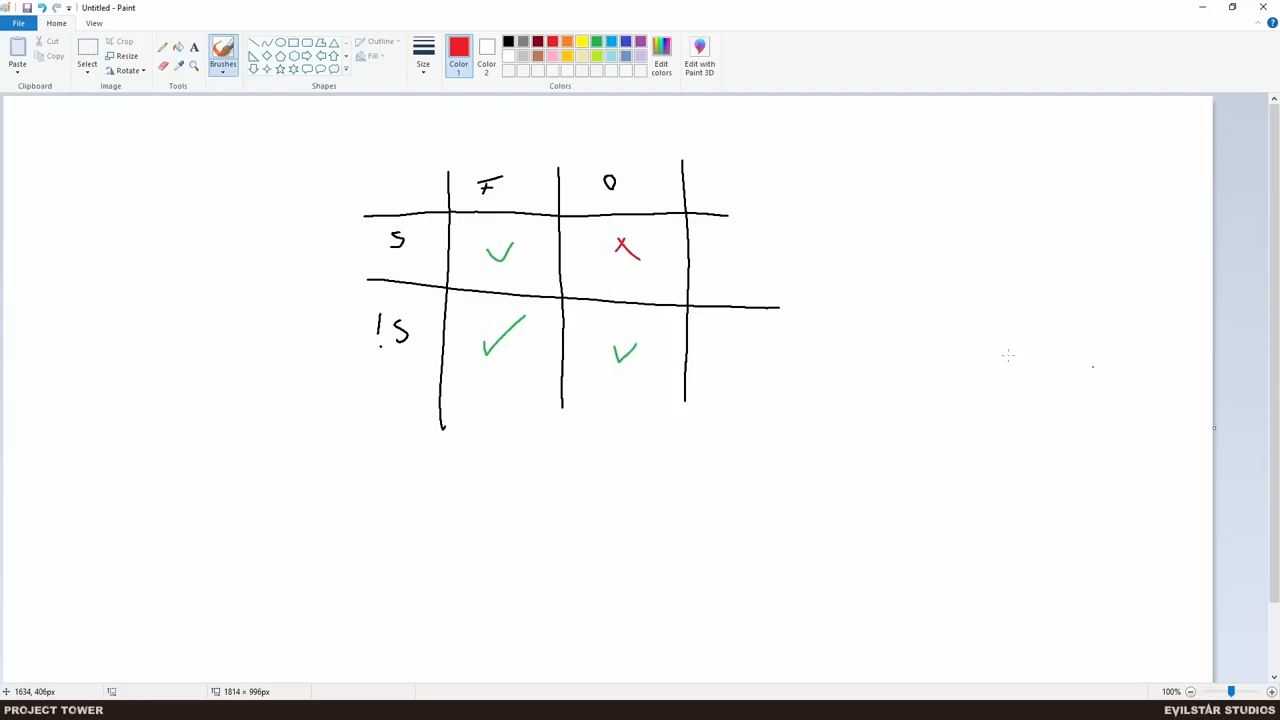 Untitled - Paint
File Home View
Paste Cut Copy Clipboard
Select Crop Resize Rotate Image
A Tools
Outline Fill Shapes
Brushes
Size
Color 1
Color 2
Edit colors
Colors
Edit with Paint 3D
F O
S
!S
1634, 406px 1814 × 996px 100%
PROJECT TOWER EVILSTAR STUDIOS